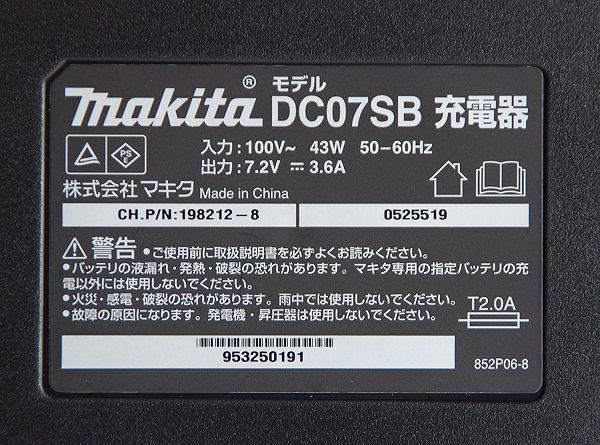 makita® モデル DC07SB 充電器
入力:100V~ 43W 50-60Hz
出力:7.2V ⎓ 3.6A
PS E
株式会社マキタ Made in China
CH.P/N:198212-8 0525519
⚠警告 •ご使用前に取扱説明書を必ずよくお読みください。
•バッテリの液漏れ・発熱・破裂の恐れがあります。マキタ専用の指定バッテリの充
電以外には使用しないでください。
•火災・感電・破裂の恐れがあります。雨中では使用しないでください。
•故障の原因になります。発電機・昇圧器は使用しないでください。
T2.0A
953250191
852P06-8